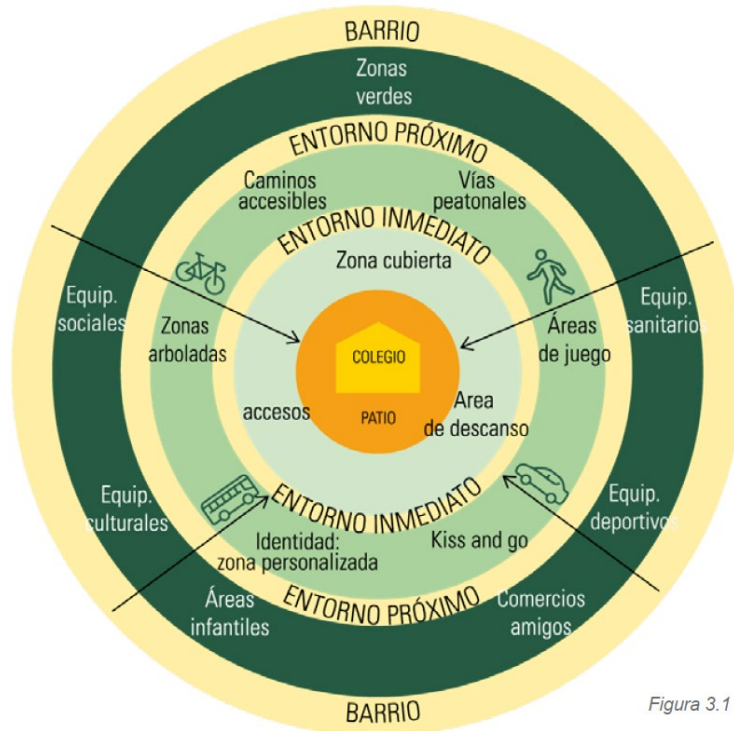 BARRIO
Zonas
verdes
ENTORNO PRÓXIMO
Caminos
accesibles
Vías
peatonales
ENTORNO INMEDIATO
Zona cubierta
Equip.
sociales
Zonas
arboladas
COLEGIO
PATIO
Áreas
de juego
Equip.
sanitarios
accesos
Area
de descanso
Equip.
culturales
ENTORNO INMEDIATO
Equip.
deportivos
Identidad:
zona personalizada
Kiss and go
Áreas
infantiles
ENTORNO PRÓXIMO
Comercios
amigos
BARRIO
Figura 3.1